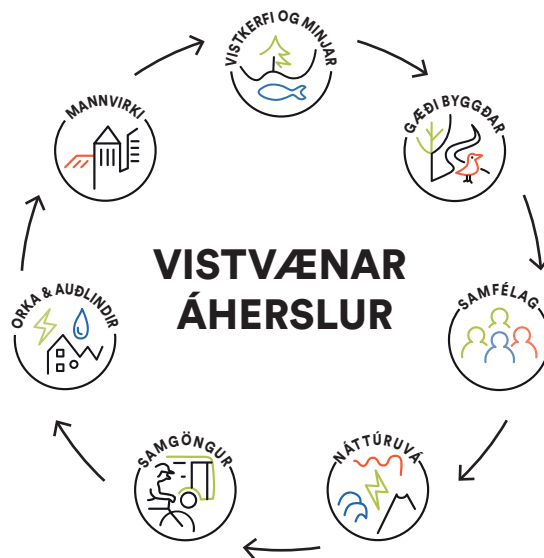 VISTKERFI OG MINJAR
GÆÐI BYGGÐAR
SAMFÉLAG
NÁTTÚRUVÁ
SAMGÖNGUR
ORKA & AUÐLINDIR
MANNVIRKI
VISTVÆNAR
ÁHERSLUR